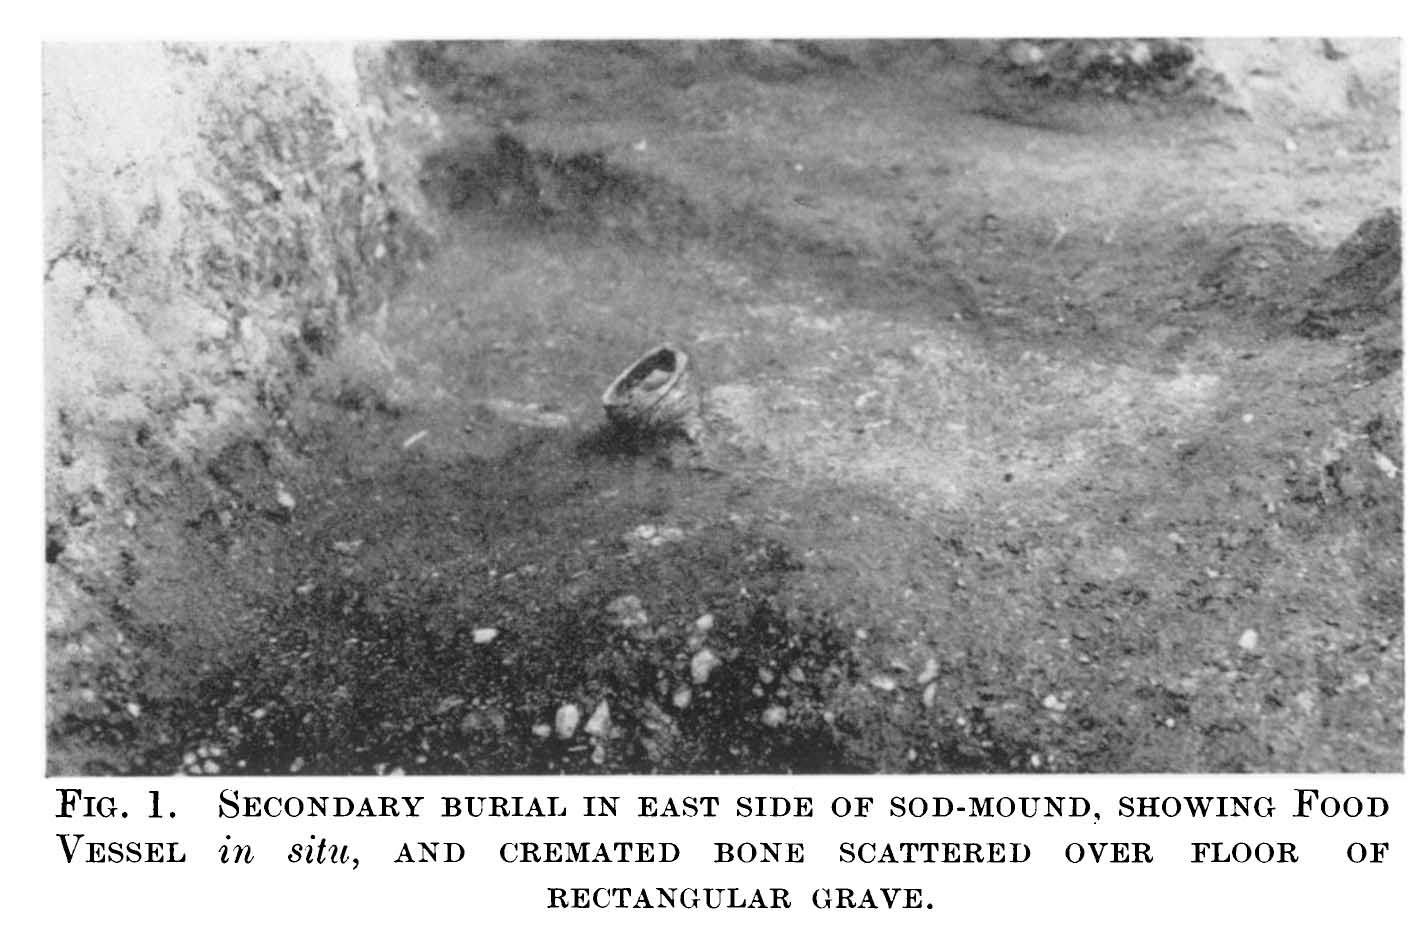 Fig. 1. Secondary burial in east side of sod-mound, showing Food
Vessel in situ, and cremated bone scattered over floor of
rectangular grave.